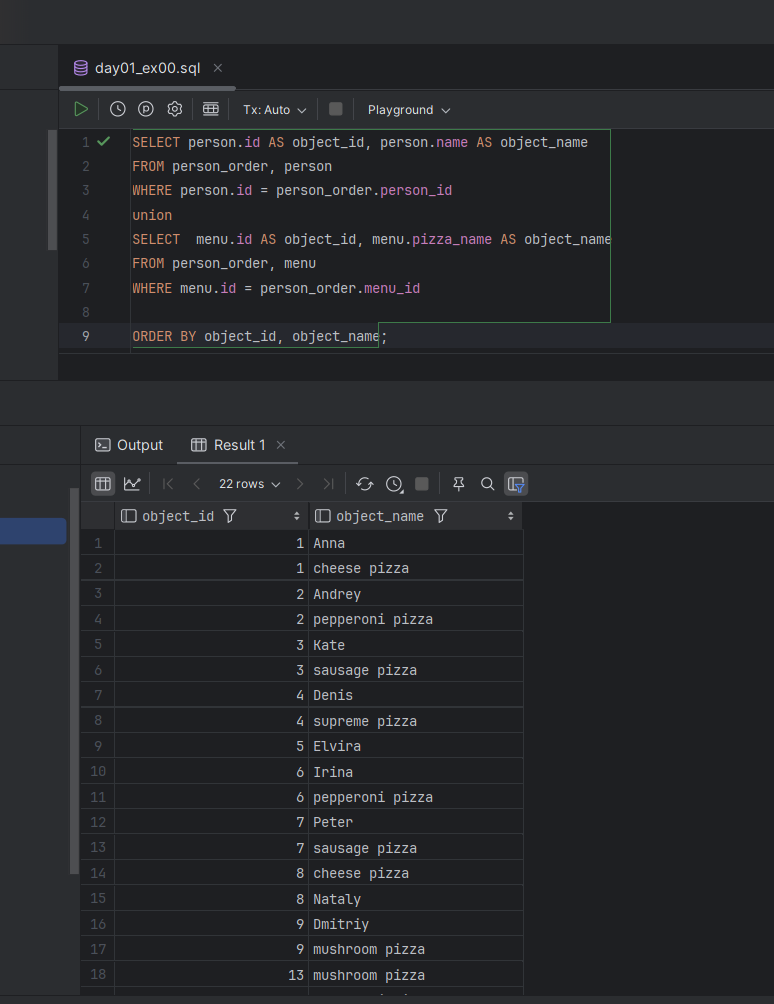 day01_ex00.sql
Tx: Auto Playground
1 SELECT person.id AS object_id, person.name AS object_name
2 FROM person_order, person
3 WHERE person.id = person_order.person_id
4 union
5 SELECT  menu.id AS object_id, menu.pizza_name AS object_name
6 FROM person_order, menu
7 WHERE menu.id = person_order.menu_id
8
9 ORDER BY object_id, object_name;
Output Result 1
22 rows
object_id object_name
1 1 Anna
2 1 cheese pizza
3 2 Andrey
4 2 pepperoni pizza
5 3 Kate
6 3 sausage pizza
7 4 Denis
8 4 supreme pizza
9 5 Elvira
10 6 Irina
11 6 pepperoni pizza
12 7 Peter
13 7 sausage pizza
14 8 cheese pizza
15 8 Nataly
16 9 Dmitriy
17 9 mushroom pizza
18 13 mushroom pizza